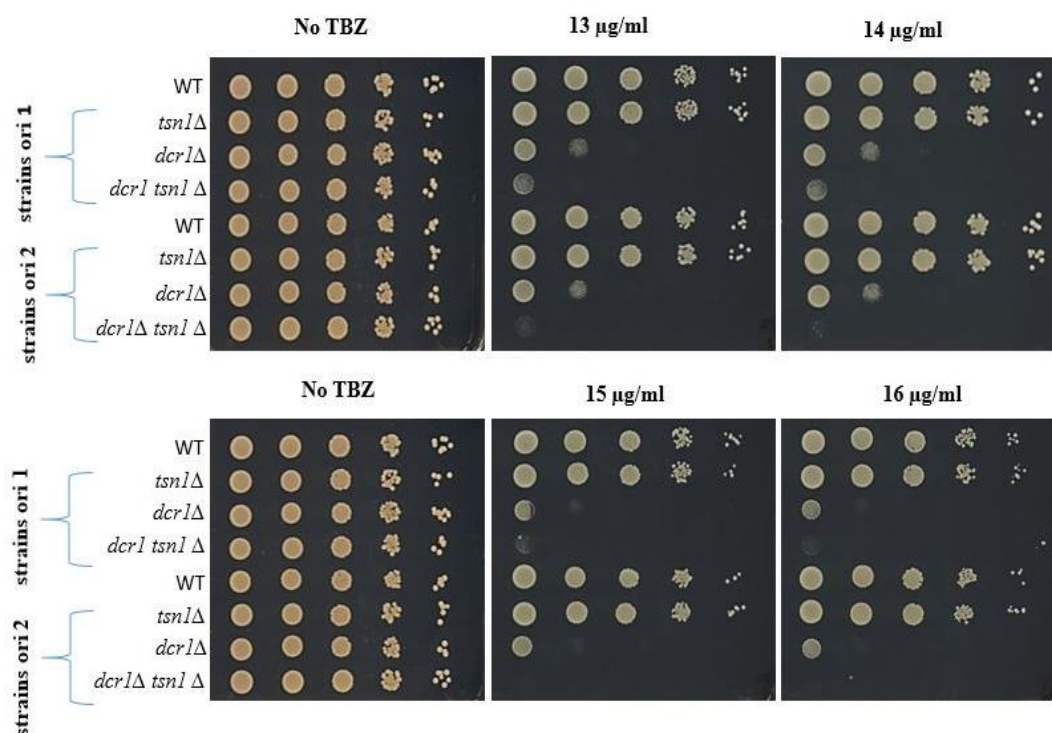 No TBZ
13 µg/ml
14 µg/ml
strains ori 1
WT
tsn1Δ
dcr1Δ
dcr1 tsn1 Δ
strains ori 2
WT
tsn1Δ
dcr1Δ
dcr1Δ tsn1 Δ
No TBZ
15 µg/ml
16 µg/ml
strains ori 1
WT
tsn1Δ
dcr1Δ
dcr1 tsn1 Δ
strains ori 2
WT
tsn1Δ
dcr1Δ
dcr1Δ tsn1 Δ